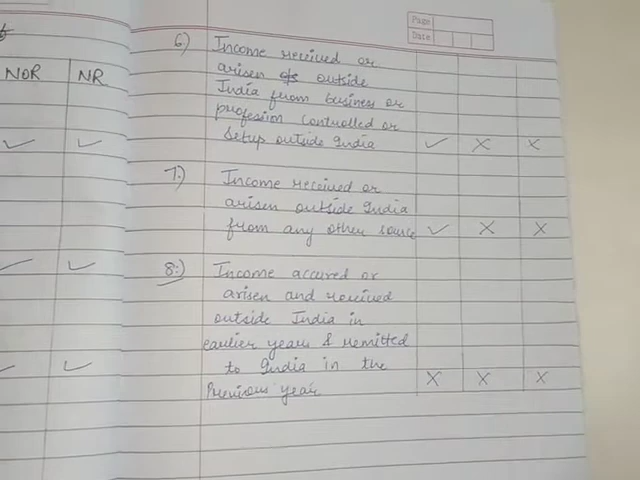 NOR NR
✓ ✓
✓ ✓
✓ ✓
Page
Date
6) Income received or
arisen outside
India from business or
profession controlled or
Setup outside India ✓ X X
7.) Income received or
arisen outside India
from any other source ✓ X X
8.) Income accured or
arisen and received
outside India in
earlier years & remitted
to India in the
Previous year X X X